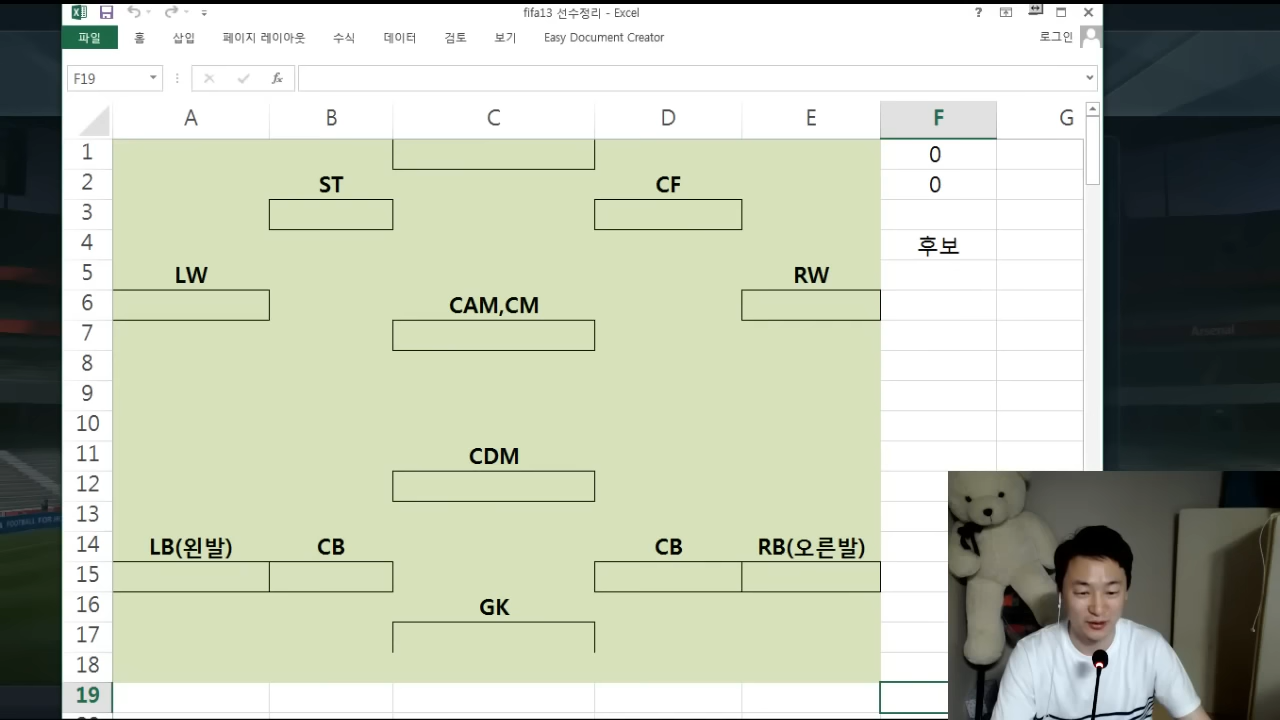 fifa13 선수정리 - Excel
파일 홈 삽입 페이지 레이아웃 수식 데이터 검토 보기 Easy Document Creator 로그인
F19 fx
A B C D E F G
1 0
2 ST CF 0
3
4 후보
5 LW RW
6 CAM,CM
7
8
9
10
11 CDM
12
13
14 LB(왼발) CB CB RB(오른발)
15
16 GK
17
18
19
Arsenal